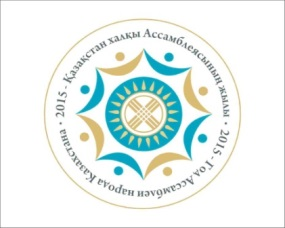 2015 - Қазақстан халқы Ассамблеясының жылы
2015 - Год Ассамблеи народа Казахстана